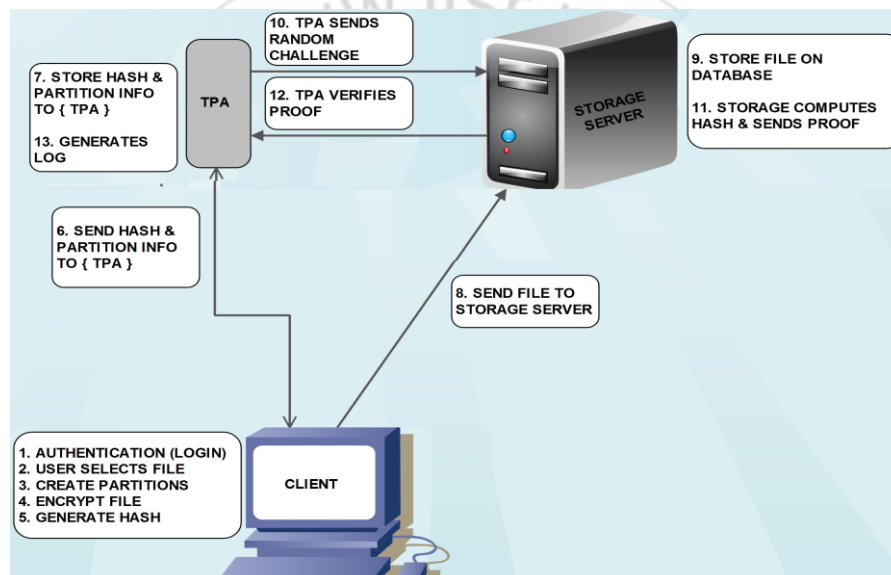 10. TPA SENDS
RANDOM
CHALLENGE
7. STORE HASH &
PARTITION INFO
TO { TPA }
13. GENERATES
LOG
TPA
12. TPA VERIFIES
PROOF
STORAGE
SERVER
9. STORE FILE ON
DATABASE
11. STORAGE COMPUTES
HASH & SENDS PROOF
6. SEND HASH &
PARTITION INFO
TO { TPA }
8. SEND FILE TO
STORAGE SERVER
1. AUTHENTICATION (LOGIN)
2. USER SELECTS FILE
3. CREATE PARTITIONS
4. ENCRYPT FILE
5. GENERATE HASH
CLIENT